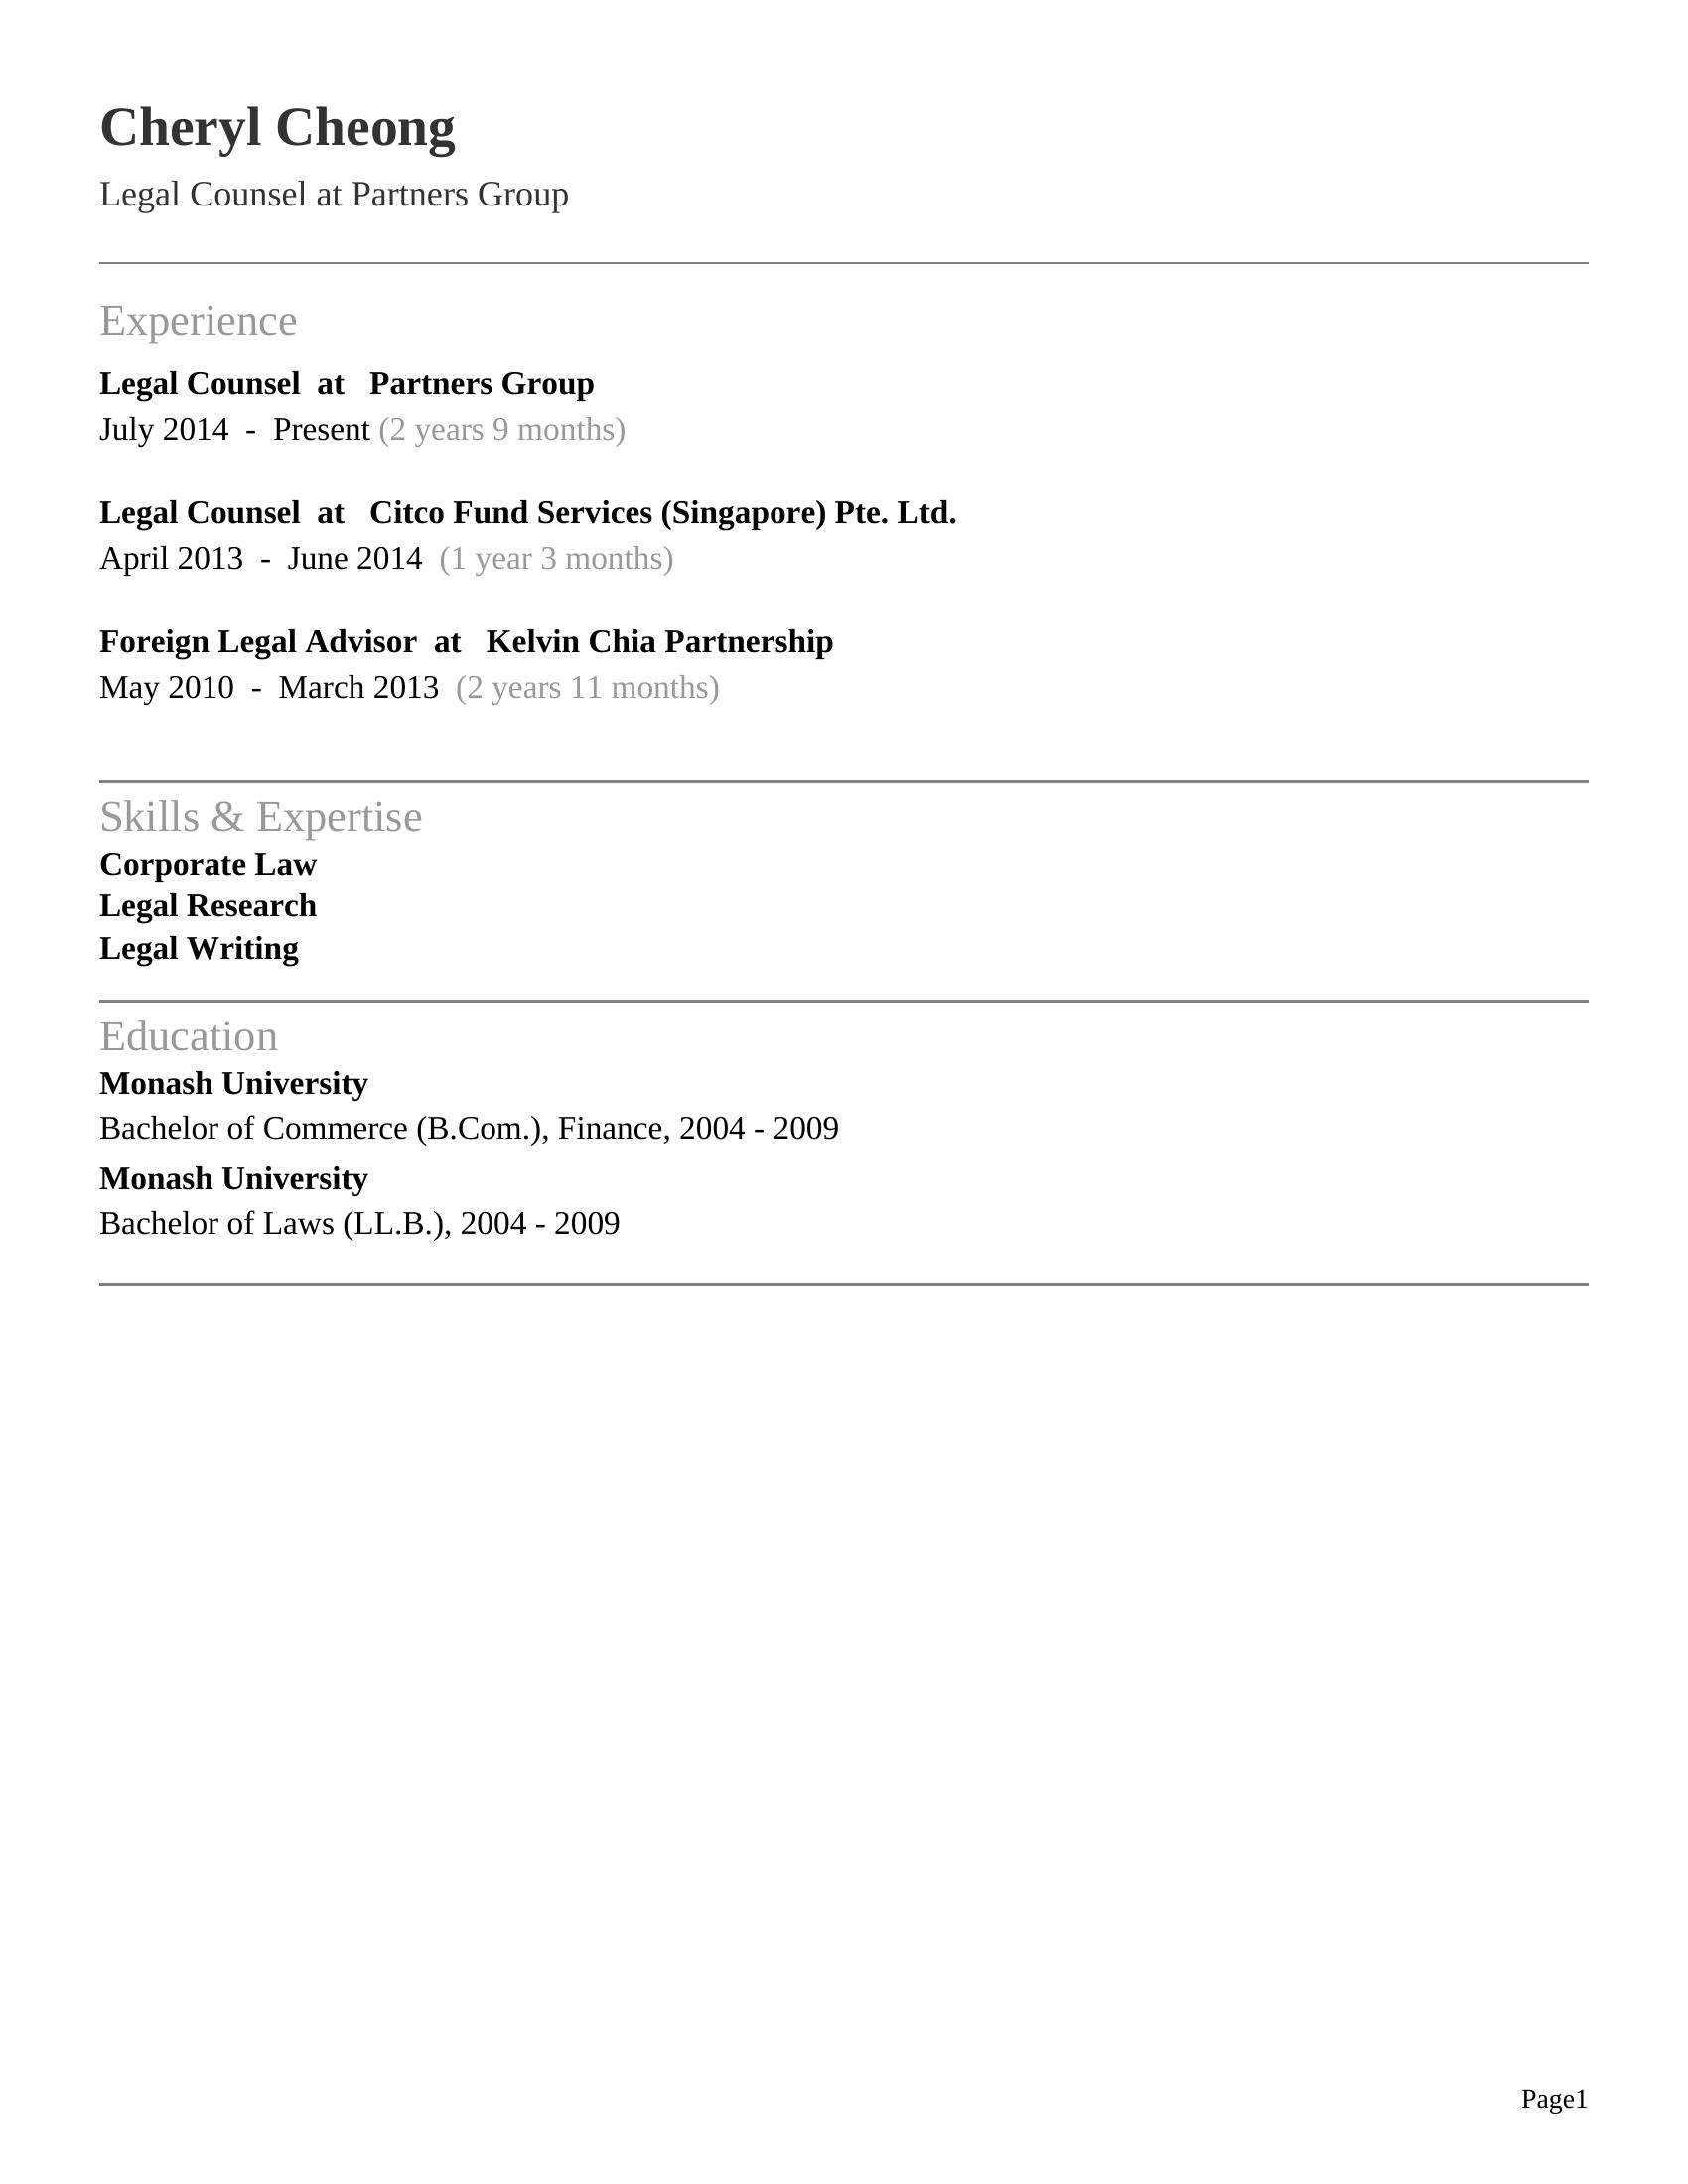 Cheryl Cheong
Legal Counsel at Partners Group
Experience
Legal Counsel at Partners Group
July 2014 - Present (2 years 9 months)
Legal Counsel at Citco Fund Services (Singapore) Pte. Ltd.
April 2013 - June 2014 (1 year 3 months)
Foreign Legal Advisor at Kelvin Chia Partnership
May 2010 - March 2013 (2 years 11 months)
Skills & Expertise
Corporate Law
Legal Research
Legal Writing
Education
Monash University
Bachelor of Commerce (B.Com.), Finance, 2004 - 2009
Monash University
Bachelor of Laws (LL.B.), 2004 - 2009
Page1